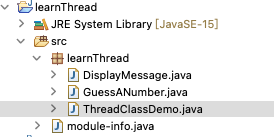 learnThread
JRE System Library [JavaSE-15]
src
learnThread
DisplayMessage.java
GuessANumber.java
ThreadClassDemo.java
module-info.java